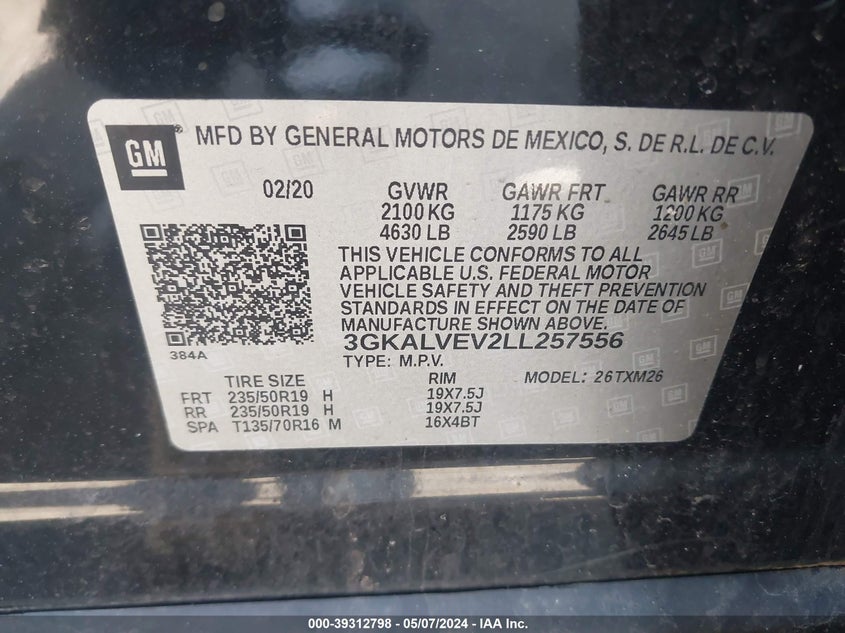 GM ® MFD BY GENERAL MOTORS DE MEXICO, S. DE R.L. DE C.V.
02/20 GVWR GAWR FRT GAWR RR
2100 KG 1175 KG 1200 KG
4630 LB 2590 LB 2645 LB
THIS VEHICLE CONFORMS TO ALL
APPLICABLE U.S. FEDERAL MOTOR
VEHICLE SAFETY AND THEFT PREVENTION
STANDARDS IN EFFECT ON THE DATE OF
MANUFACTURE SHOWN ABOVE.
384A
3GKALVEV2LL257556
TYPE: M.P.V. MODEL: 26TXM26
TIRE SIZE RIM
FRT 235/50R19 H 19X7.5J
RR 235/50R19 H 19X7.5J
SPA T135/70R16 M 16X4BT
000-39312798 - 05/07/2024 - IAA Inc.